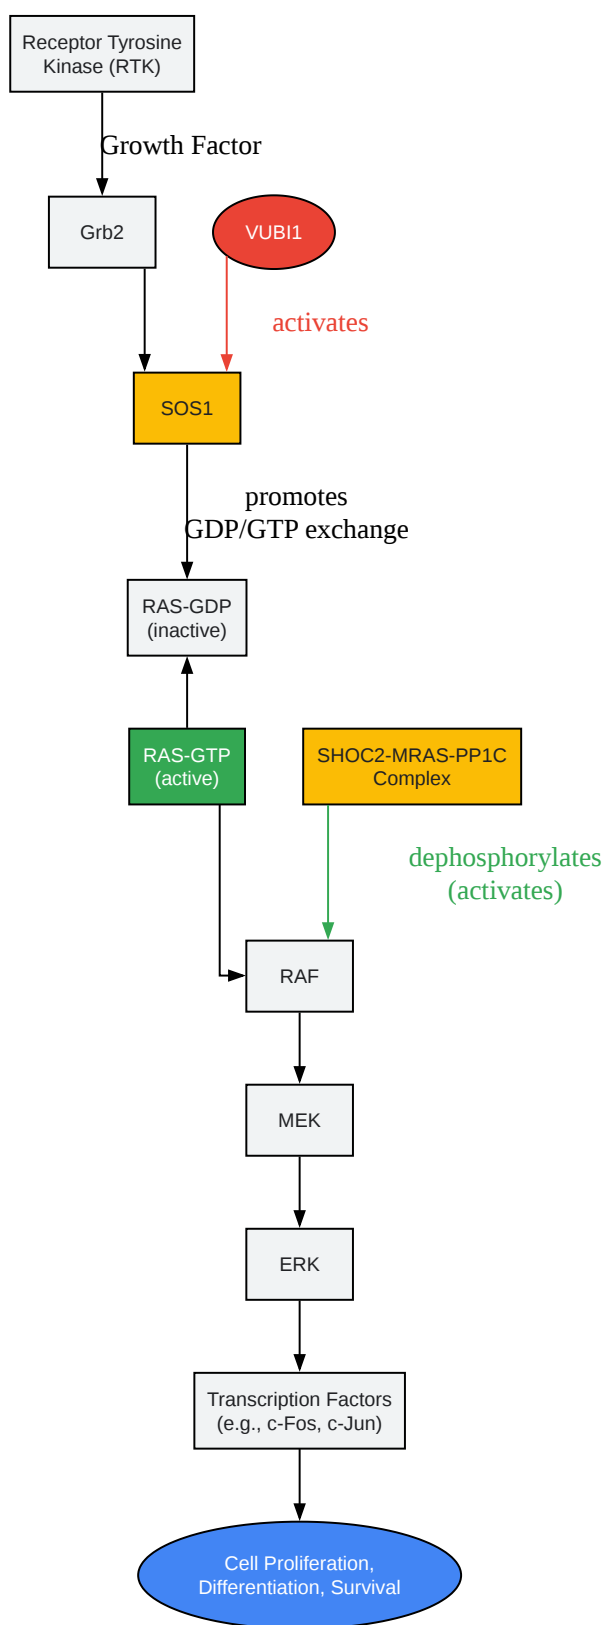 Receptor Tyrosine
Kinase (RTK)
Growth Factor
Grb2
VUBI1
activates
SOS1
promotes
GDP/GTP exchange
RAS-GDP
(inactive)
RAS-GTP
(active)
SHOC2-MRAS-PP1C
Complex
dephosphorylates
(activates)
RAF
MEK
ERK
Transcription Factors
(e.g., c-Fos, c-Jun)
Cell Proliferation,
Differentiation, Survival